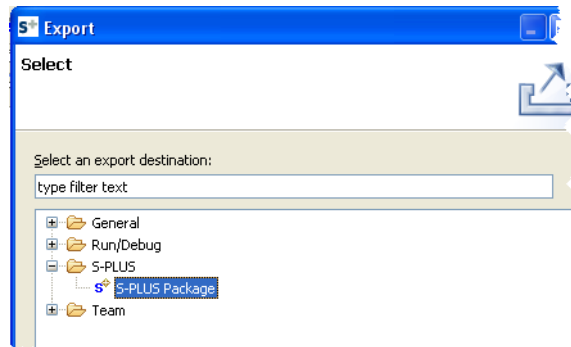 S+ Export
Select
Select an export destination:
type filter text
General
Run/Debug
S-PLUS
S+ S-PLUS Package
Team